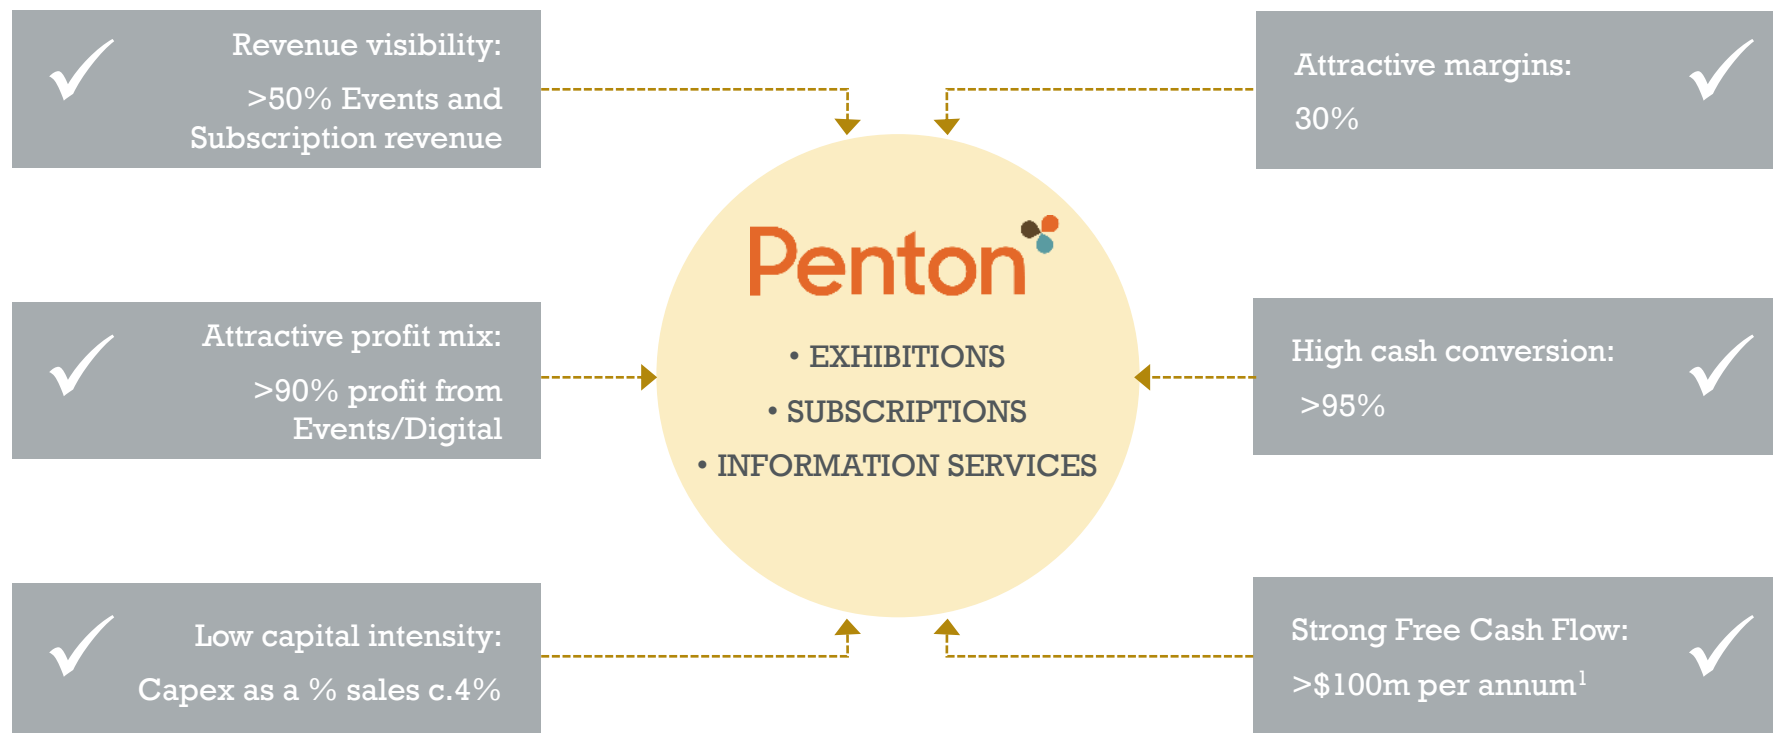 Revenue visibility:
>50% Events and
Subscription revenue
Attractive margins:
30%
Penton
Attractive profit mix:
>90% profit from
Events/Digital
• EXHIBITIONS
• SUBSCRIPTIONS
• INFORMATION SERVICES
High cash conversion:
>95%
Low capital intensity:
Capex as a % sales c.4%
Strong Free Cash Flow:
>$100m per annum¹